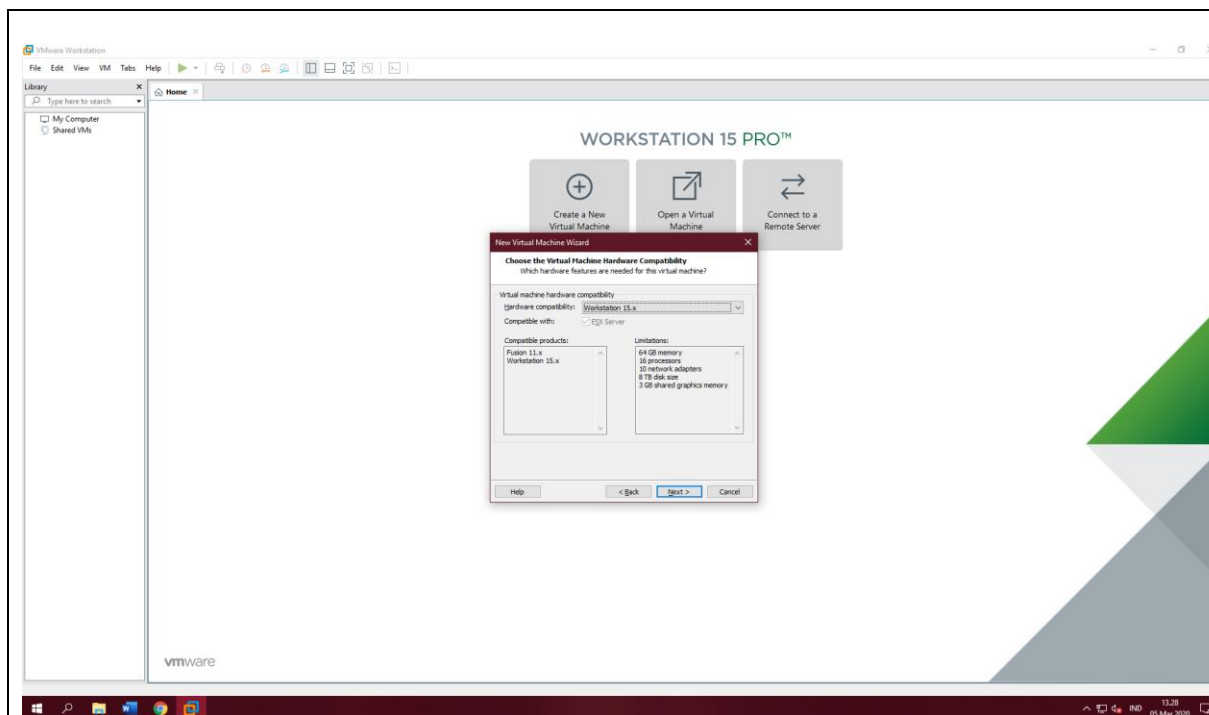 VMware Workstation
File Edit View VM Tabs Help
Library
Type here to search
My Computer
Shared VMs
Home
WORKSTATION 15 PRO™
Create a New
Virtual Machine
Open a Virtual
Machine
Connect to a
Remote Server
New Virtual Machine Wizard
Choose the Virtual Machine Hardware Compatibility
Which hardware features are needed for this virtual machine?
Virtual machine hardware compatibility
Hardware compatibility: Workstation 15.x
Compatible with: ESX Server
Compatible products:
Fusion 11.x
Workstation 15.x
Limitations:
64 GB memory
16 processors
10 network adapters
8 TB disk size
3 GB shared graphics memory
Help < Back Next > Cancel
vmware
IND
13.28
05 Mar 2020